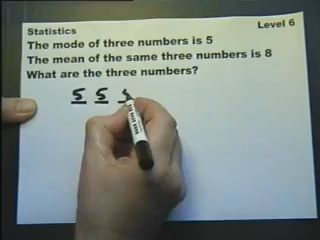 Statistics Level 6
The mode of three numbers is 5
The mean of the same three numbers is 8
What are the three numbers?
5 5